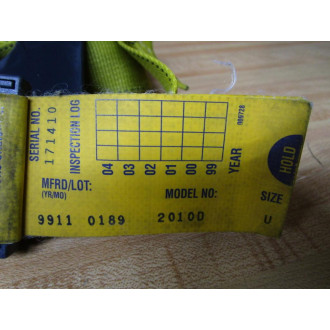 SERIAL NO.
171410
INSPECTION LOG
04 03 02 01 00 99
YEAR
HOLD
MFRD/LOT:
(YR/MO)
MODEL NO:
SIZE
9911 0189 2010D U